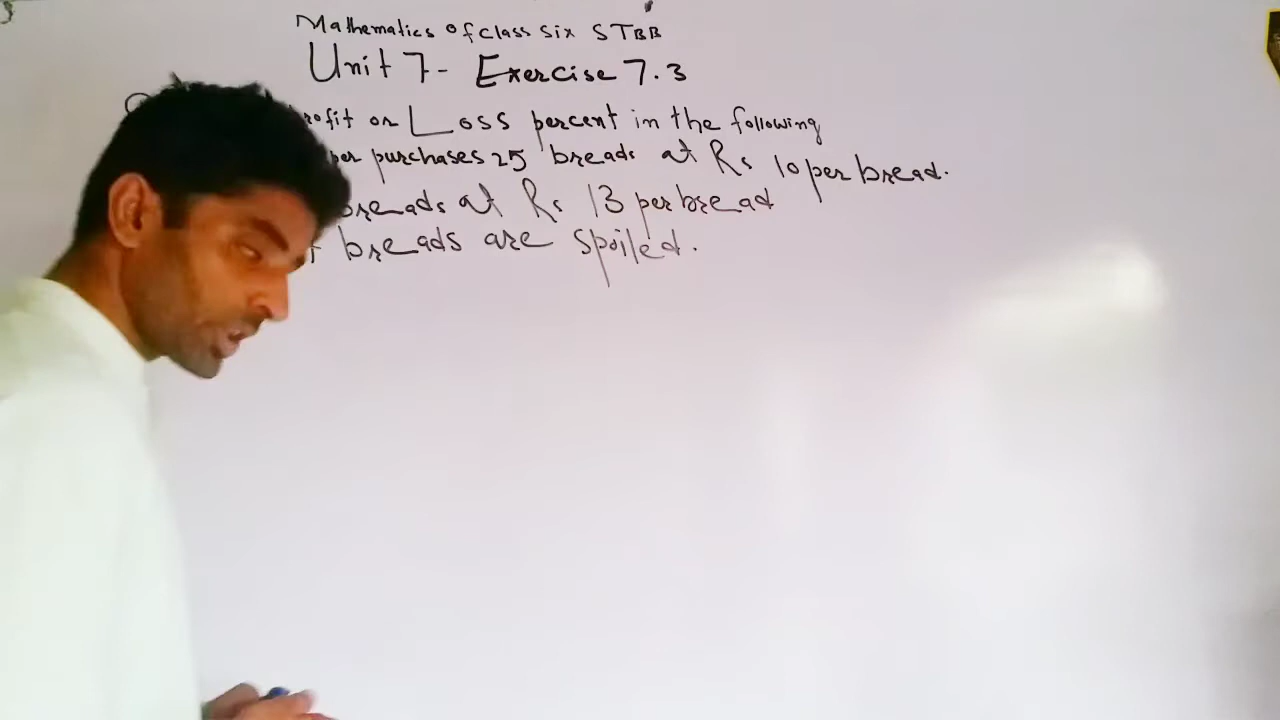 Mathematics of class six STBB
Unit 7- Exercise 7.3
rofit or Loss percent in the following
per purchases 25 breads at Rs 10 per bread.
breads at Rs 13 per bread
breads are spoiled.